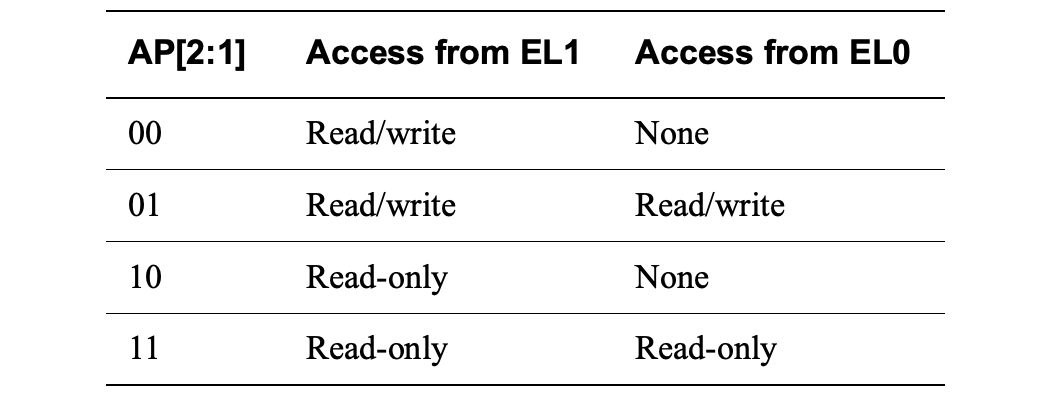 AP[2:1] Access from EL1 Access from EL0
00 Read/write None
01 Read/write Read/write
10 Read-only None
11 Read-only Read-only